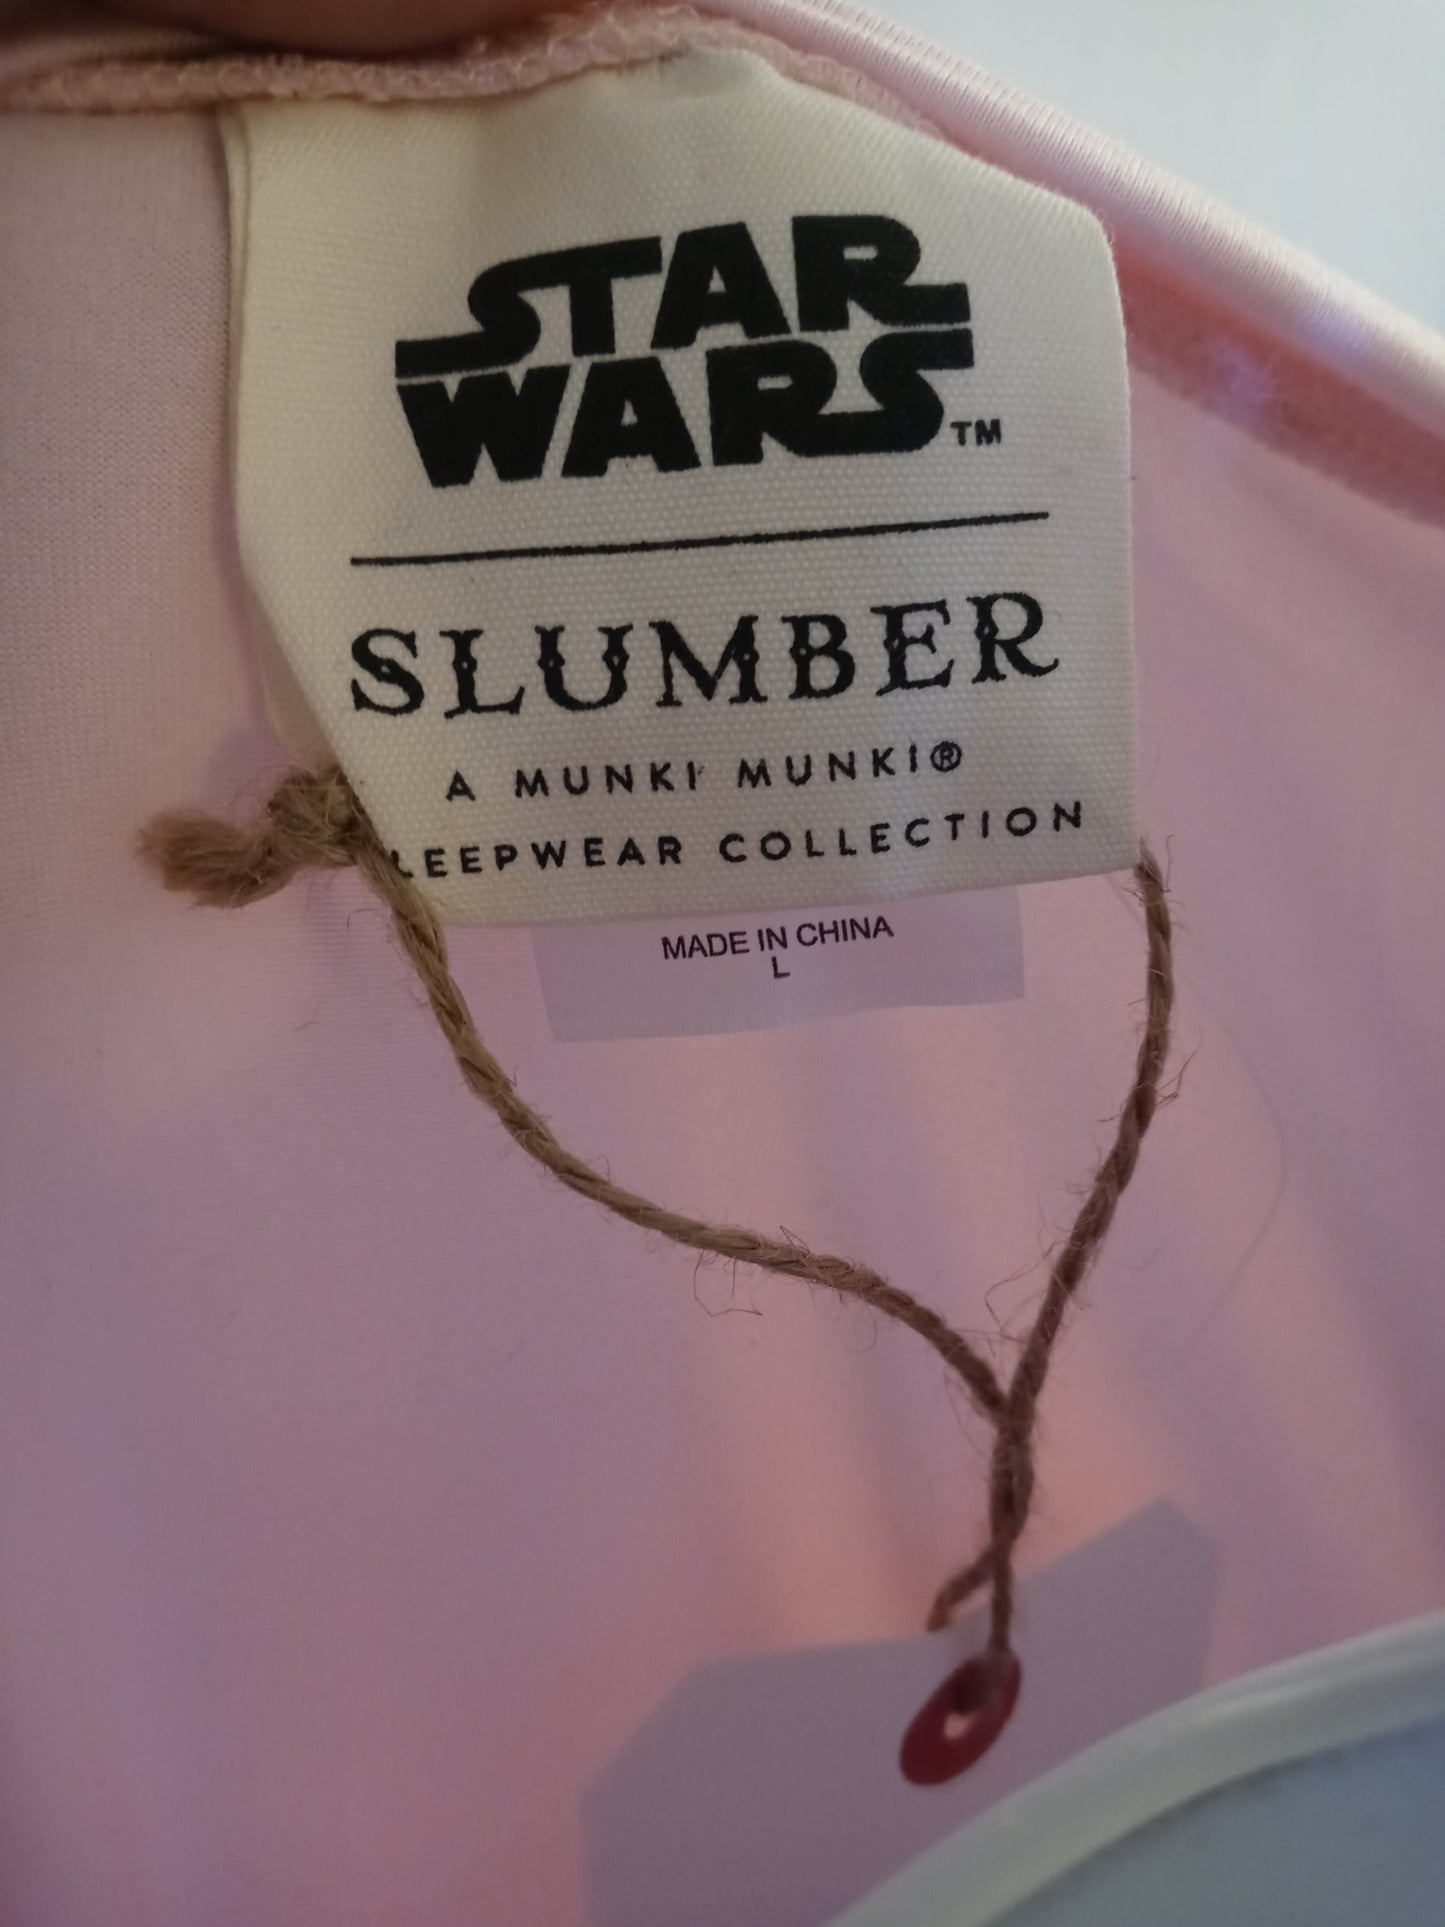 STAR
WARS™
SLUMBER
A MUNKI MUNKI®
LEEPWEAR COLLECTION
MADE IN CHINA
L